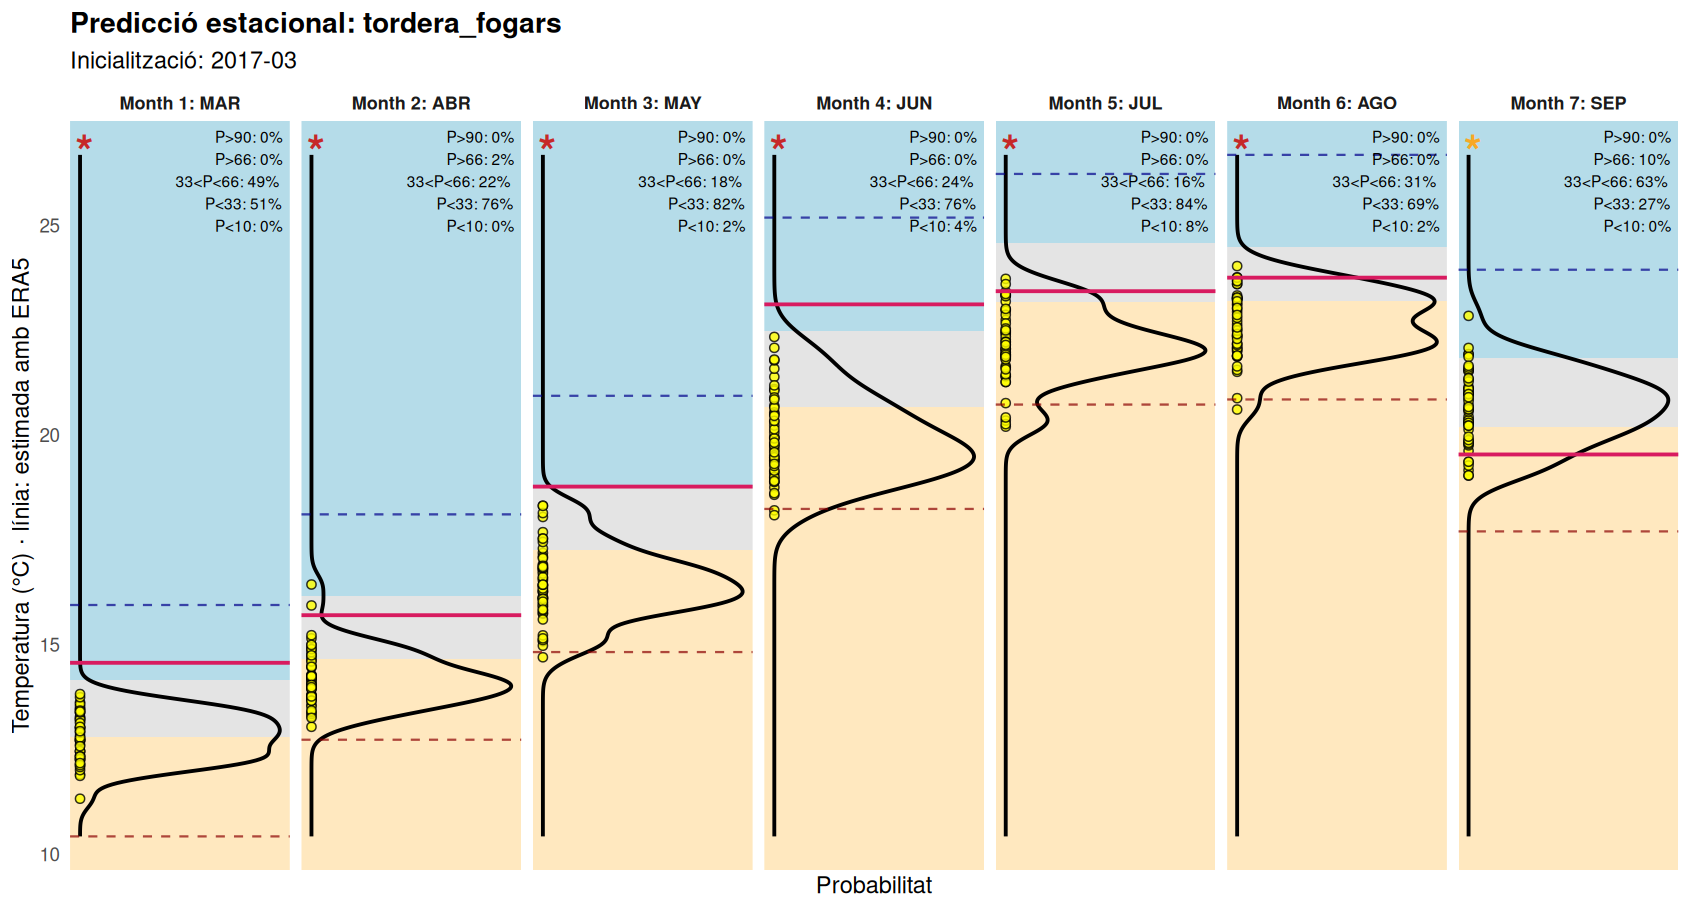 Predicció estacional: tordera_fogars
Inicialització: 2017-03
Month 1: MAR
Month 2: ABR
Month 3: MAY
Month 4: JUN
Month 5: JUL
Month 6: AGO
Month 7: SEP
*
P>90: 0%
P>66: 0%
33<P<66: 49%
P<33: 51%
P<10: 0%
*
P>90: 0%
P>66: 2%
33<P<66: 22%
P<33: 76%
P<10: 0%
*
P>90: 0%
P>66: 0%
33<P<66: 18%
P<33: 82%
P<10: 2%
*
P>90: 0%
P>66: 0%
33<P<66: 24%
P<33: 76%
P<10: 4%
*
P>90: 0%
P>66: 0%
33<P<66: 16%
P<33: 84%
P<10: 8%
*
P>90: 0%
P>66: 0%
33<P<66: 31%
P<33: 69%
P<10: 2%
*
P>90: 0%
P>66: 10%
33<P<66: 63%
P<33: 27%
P<10: 0%
25
20
15
10
Temperatura (°C) · línia: estimada amb ERA5
Probabilitat